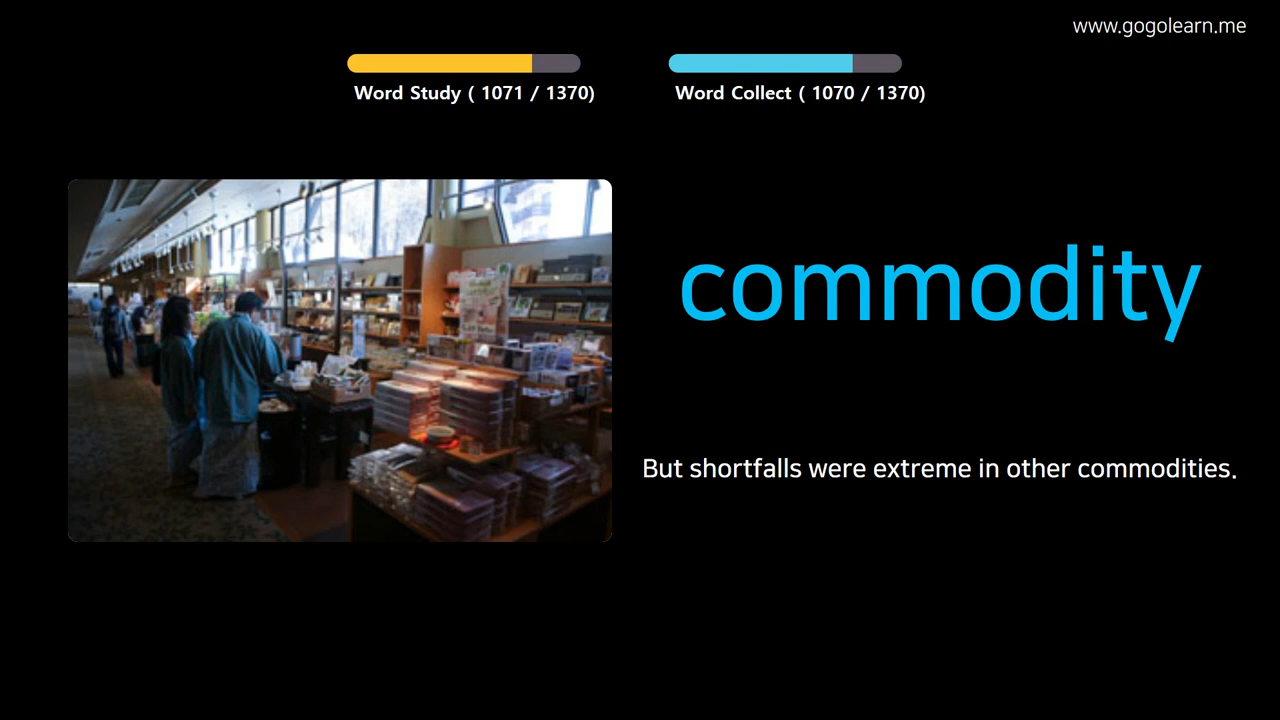 www.gogolearn.me
Word Study ( 1071 / 1370)
Word Collect ( 1070 / 1370)
commodity
But shortfalls were extreme in other commodities.